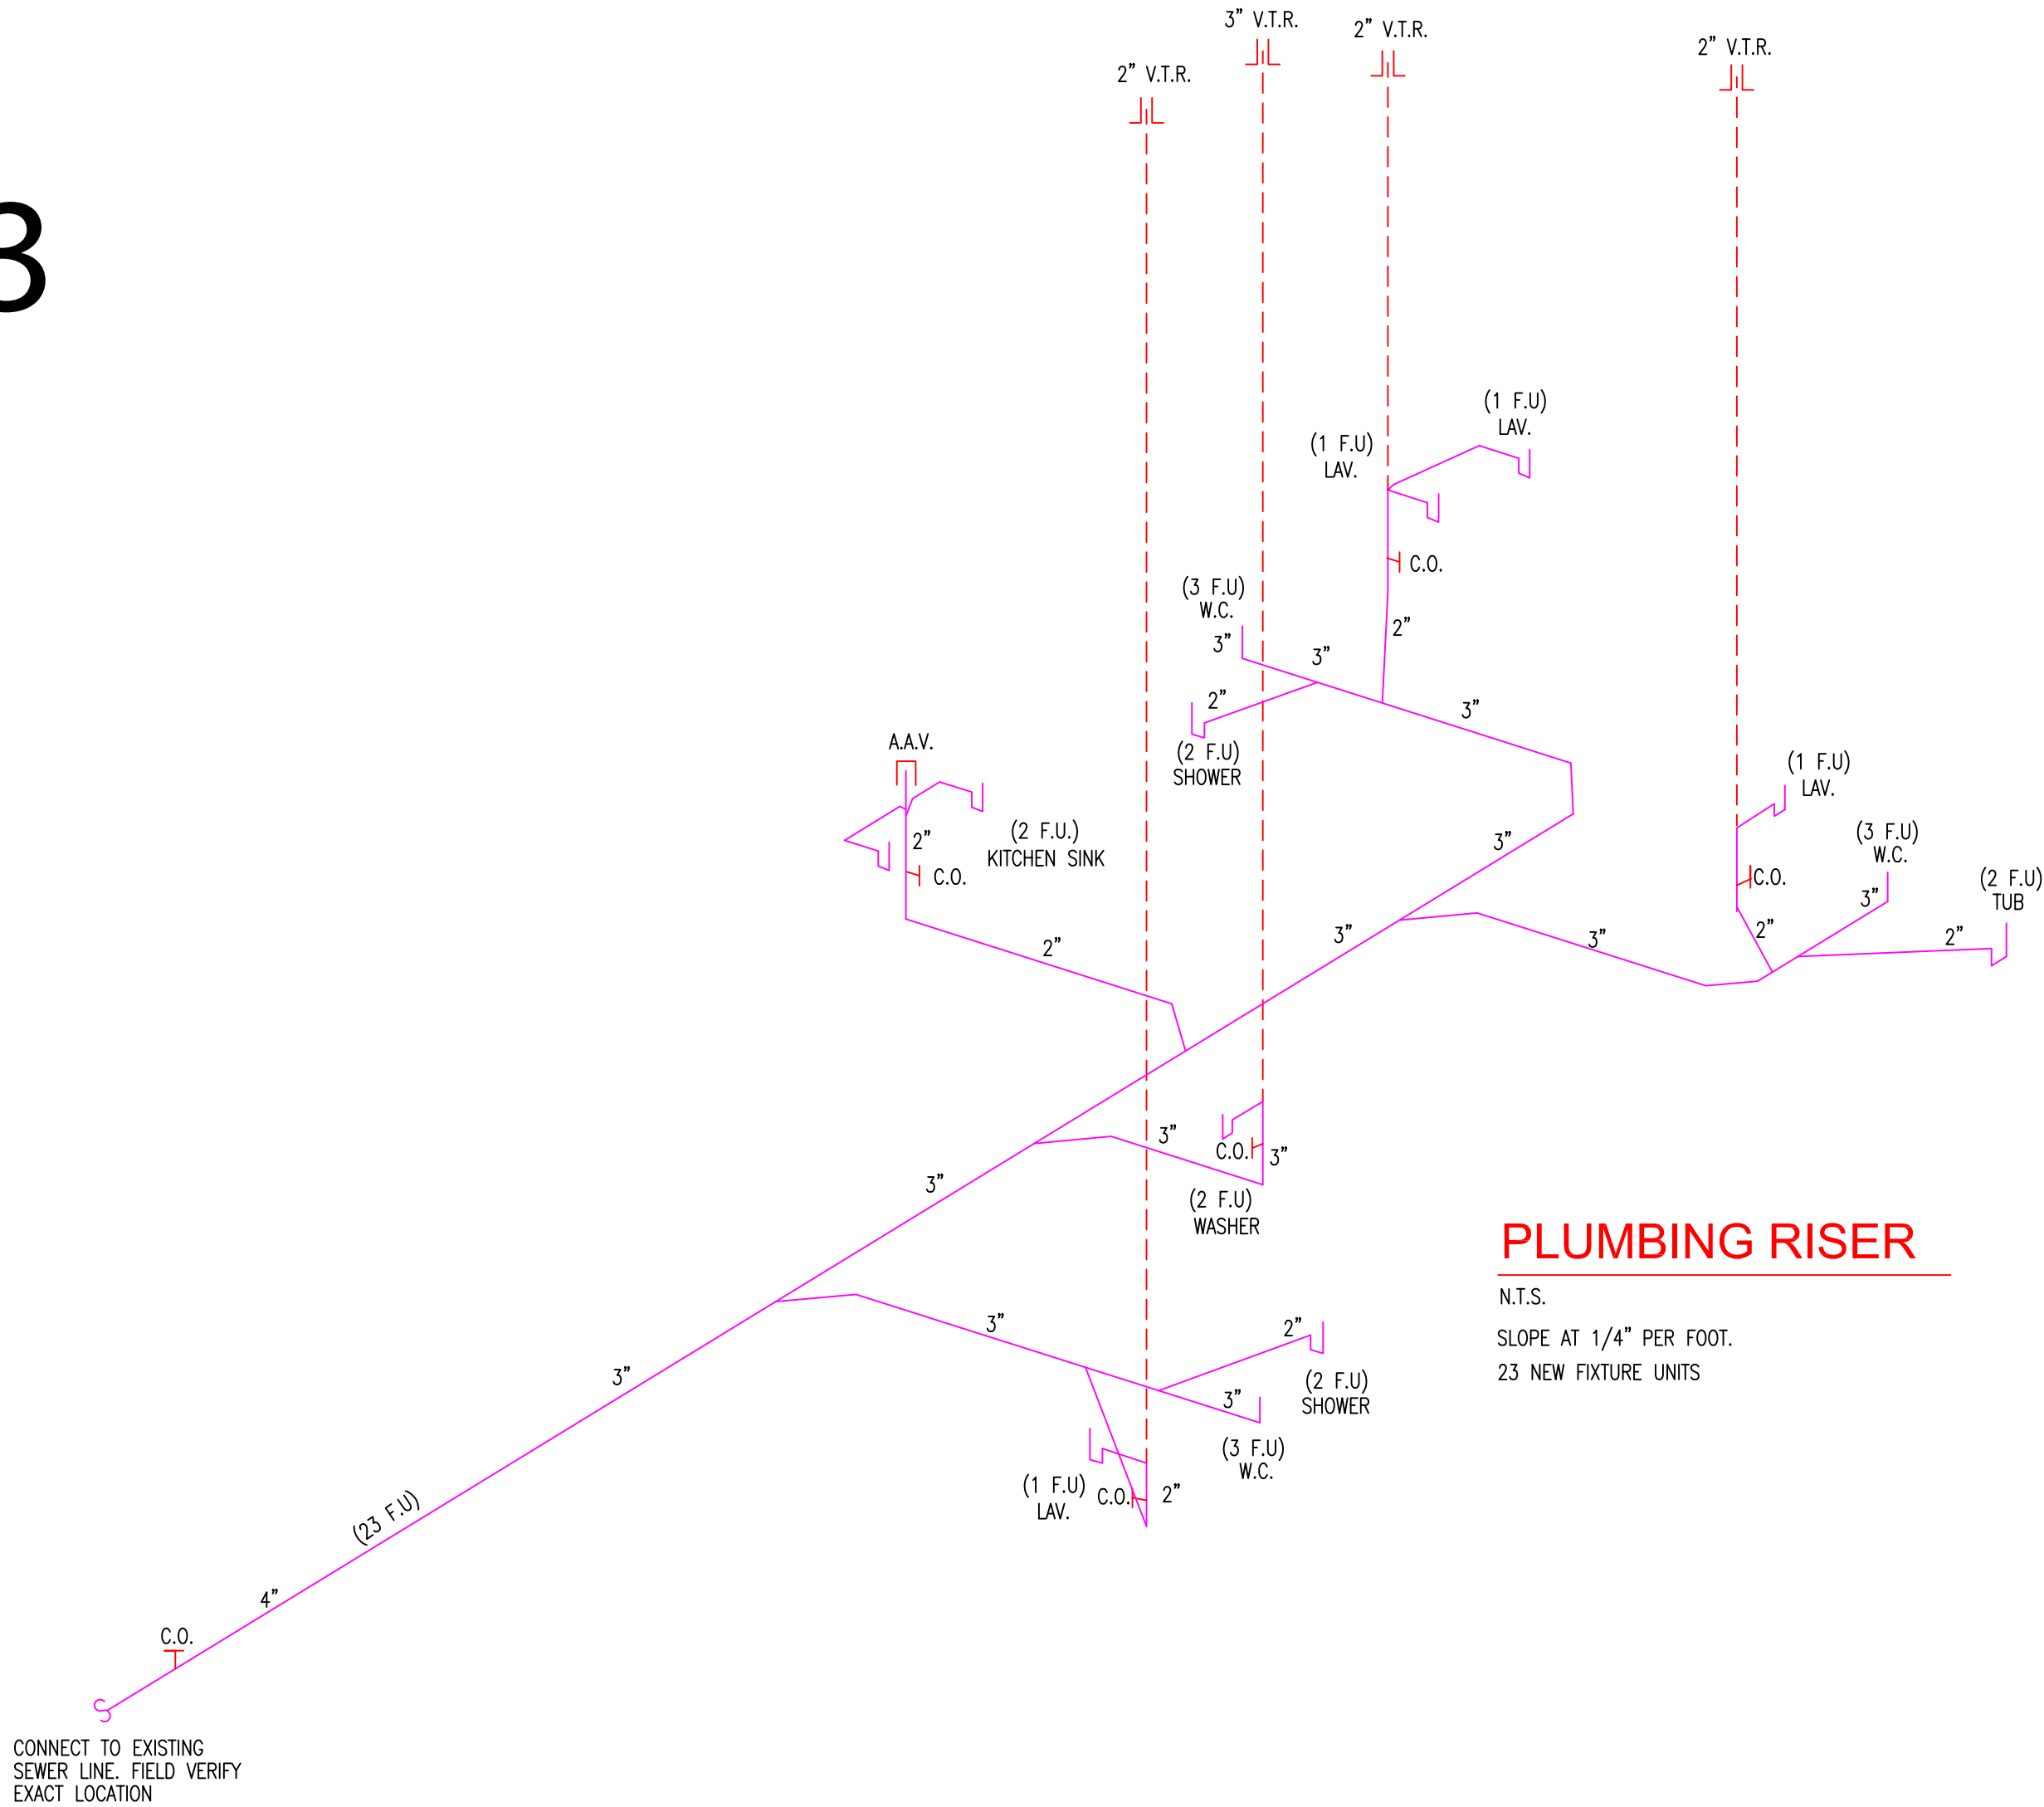 3" V.T.R.
2" V.T.R.
2" V.T.R.
2" V.T.R.
3
(1 F.U)
LAV.
(1 F.U)
LAV.
C.O.
(3 F.U)
W.C.
3"
3"
2"
2"
3"
(2 F.U)
SHOWER
A.A.V.
2"
(2 F.U.)
KITCHEN SINK
C.O.
3"
(1 F.U)
LAV.
(3 F.U)
W.C.
(2 F.U)
TUB
C.O.
3"
2"
2"
2"
3"
3"
3"
C.O.
3"
3"
(2 F.U)
WASHER
PLUMBING RISER
N.T.S.
SLOPE AT 1/4" PER FOOT.
23 NEW FIXTURE UNITS
3"
2"
3"
(2 F.U)
SHOWER
3"
(3 F.U)
W.C.
(1 F.U)
LAV.
C.O.
2"
(23 F.U)
4"
C.O.
CONNECT TO EXISTING
SEWER LINE. FIELD VERIFY
EXACT LOCATION